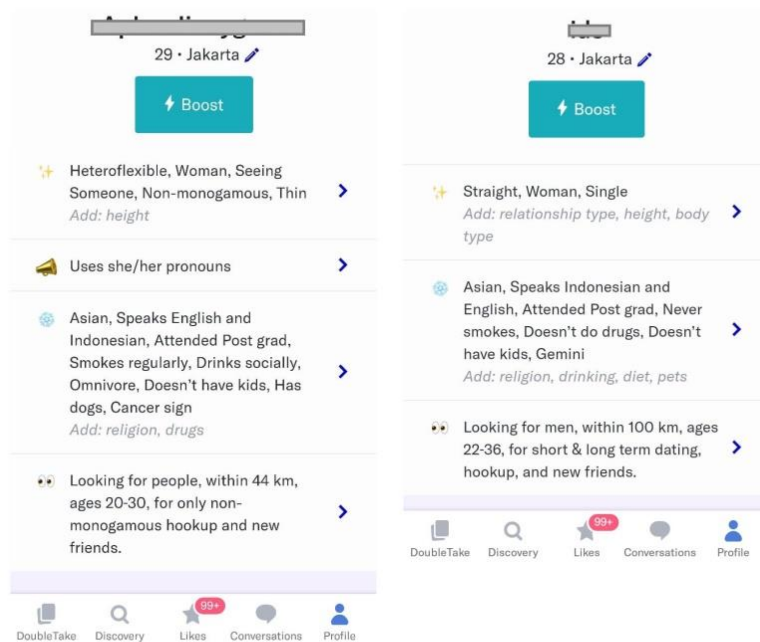 29 · Jakarta
Boost
Heteroflexible, Woman, Seeing
Someone, Non-monogamous, Thin
Add: height
Uses she/her pronouns
Asian, Speaks English and
Indonesian, Attended Post grad,
Smokes regularly, Drinks socially,
Omnivore, Doesn't have kids, Has
dogs, Cancer sign
Add: religion, drugs
Looking for people, within 44 km,
ages 20-30, for only non-
monogamous hookup and new
friends.
99+
DoubleTake Discovery Likes Conversations Profile
28 · Jakarta
Boost
Straight, Woman, Single
Add: relationship type, height, body
type
Asian, Speaks Indonesian and
English, Attended Post grad, Never
smokes, Doesn't do drugs, Doesn't
have kids, Gemini
Add: religion, drinking, diet, pets
Looking for men, within 100 km, ages
22-36, for short & long term dating,
hookup, and new friends.
99+
DoubleTake Discovery Likes Conversations Profile